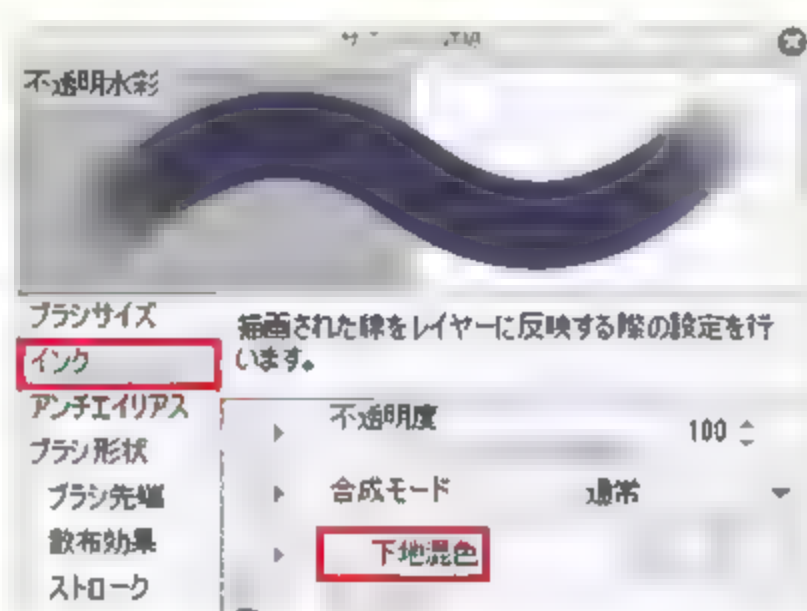 不透明水彩
ブラシサイズ
インク
アンチエイリアス
ブラシ形状
ブラシ先端
散布効果
ストローク
描画された線をレイヤーに反映する際の設定を行
います。
不透明度 100
合成モード 通常
下地混色